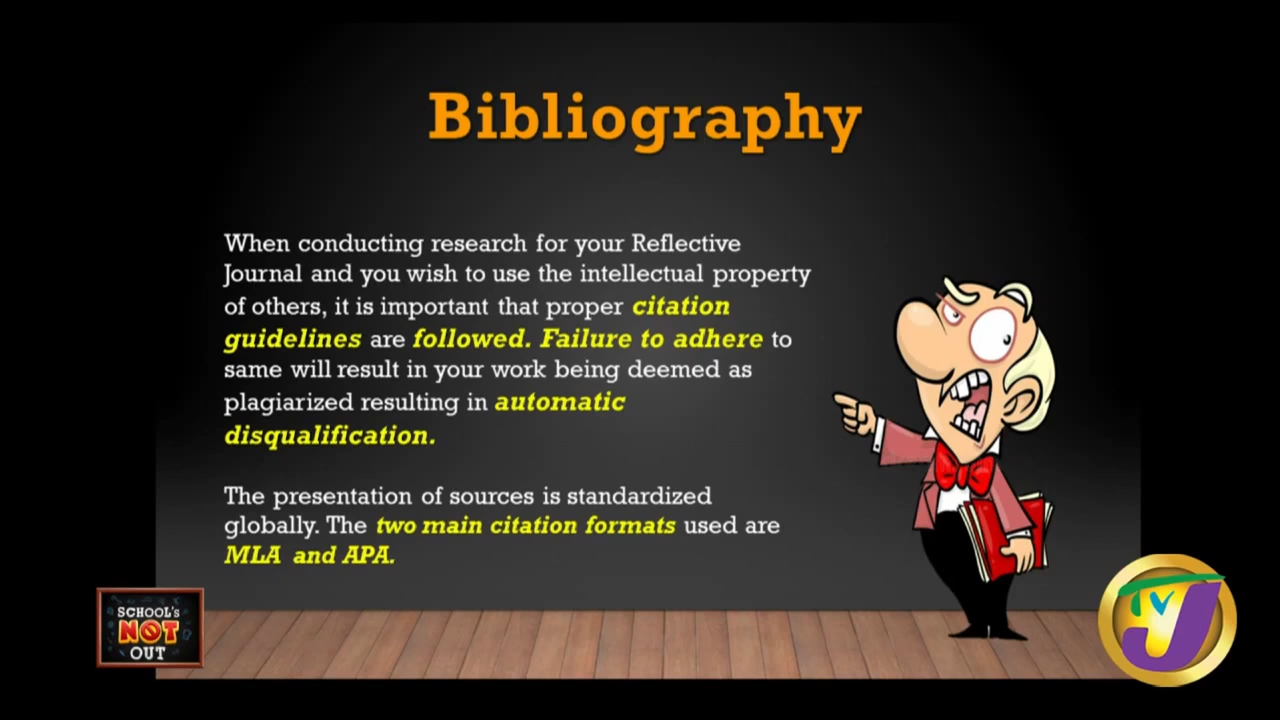 Bibliography
When conducting research for your Reflective
Journal and you wish to use the intellectual property
of others, it is important that proper citation
guidelines are followed. Failure to adhere to
same will result in your work being deemed as
plagiarized resulting in automatic
disqualification.
The presentation of sources is standardized
globally. The two main citation formats used are
MLA and APA.
SCHOOL's
NOT
OUT
TVJ